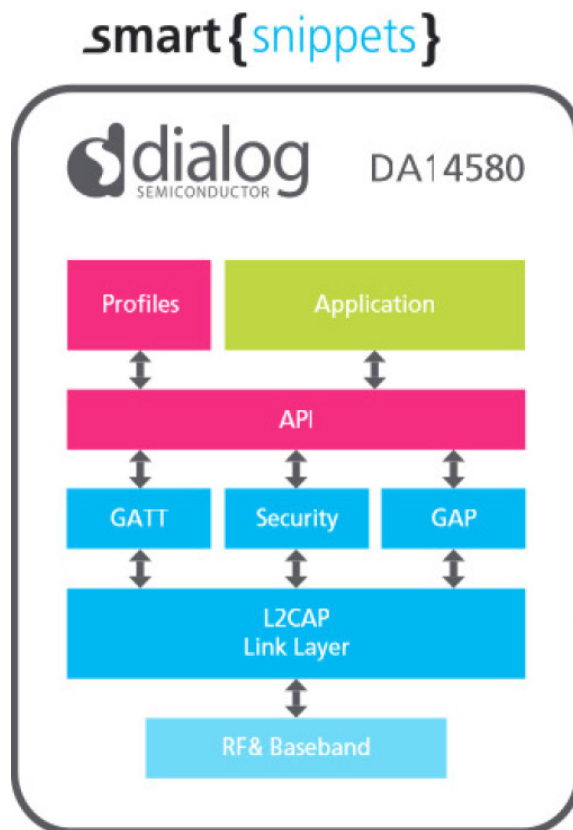 smart{snippets}
dialog
SEMICONDUCTOR
DA14580
Profiles
Application
API
GATT
Security
GAP
L2CAP
Link Layer
RF& Baseband